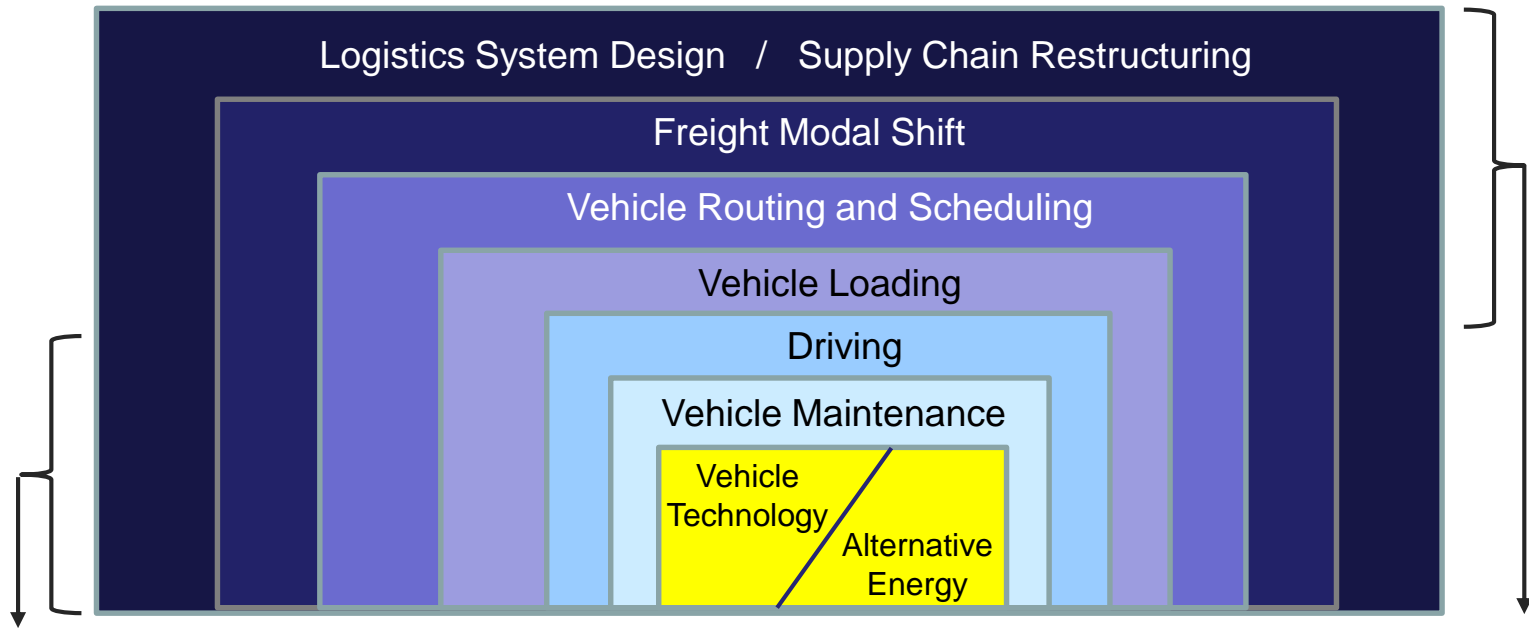 Logistics System Design / Supply Chain Restructuring
Freight Modal Shift
Vehicle Routing and Scheduling
Vehicle Loading
Driving
Vehicle Maintenance
Vehicle
Technology
Alternative
Energy